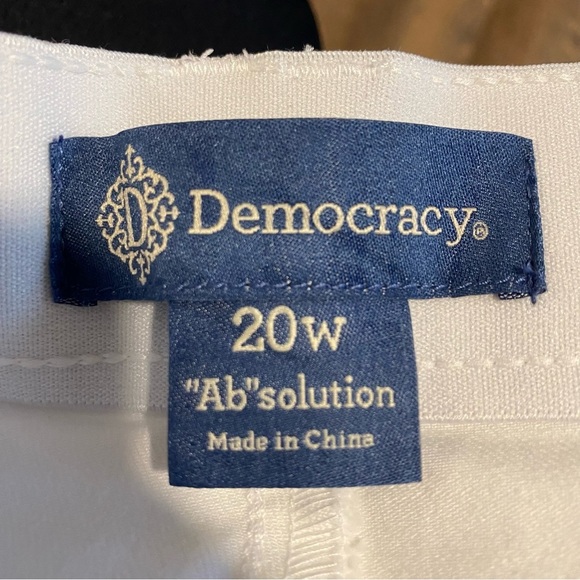 D Democracy®
20W
"Ab"solution
Made in China